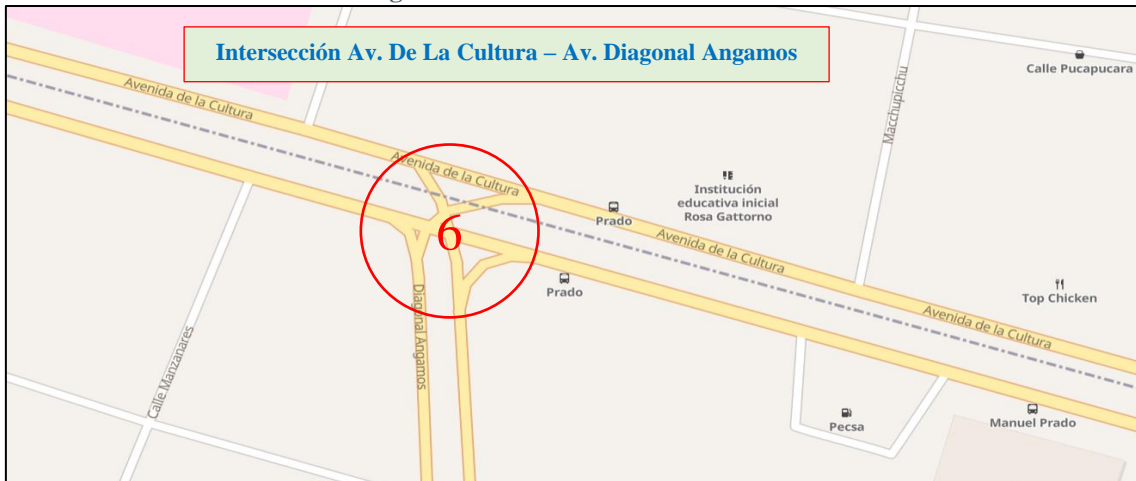 Intersección Av. De La Cultura – Av. Diagonal Angamos
Calle Pucapucara
Avenida de la Cultura
Macchupicchu
Avenida de la Cultura
Institución
educativa inicial
Rosa Gattorno
Prado
6
Avenida de la Cultura
Prado
Top Chicken
Diagonal Angamos
Avenida de la Cultura
Calle Manzanares
Pecsa
Manuel Prado